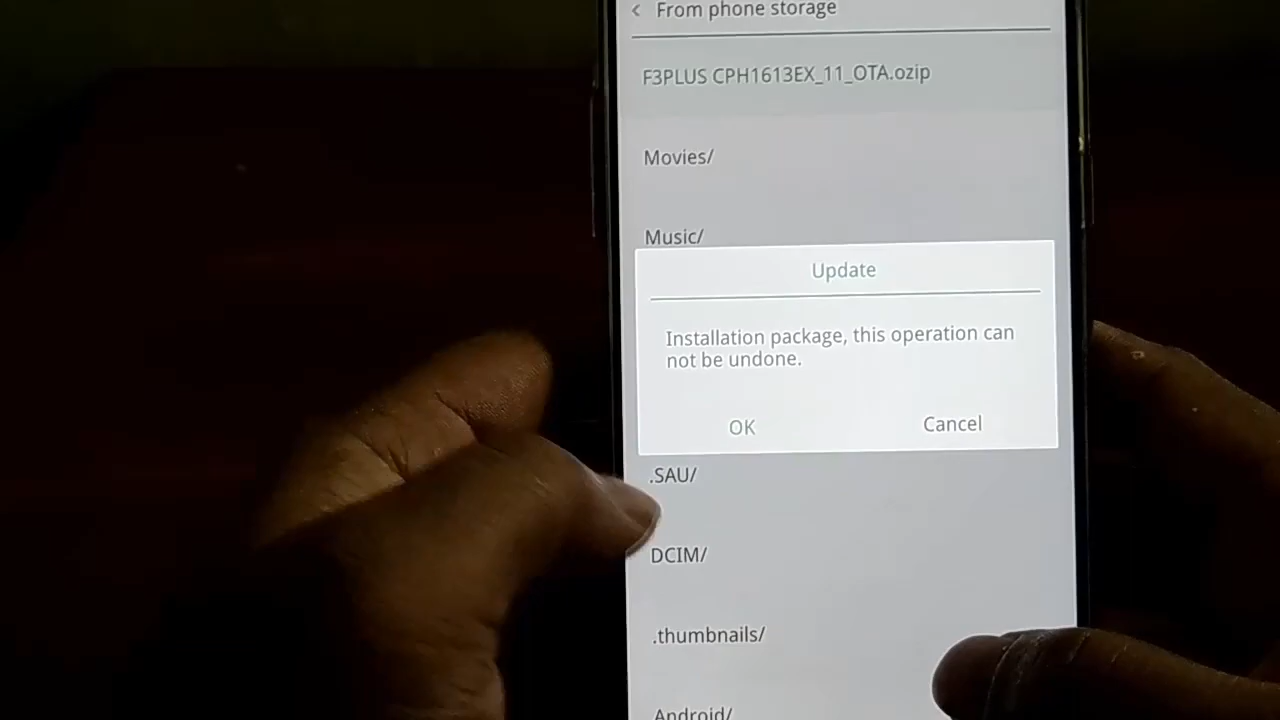 < From phone storage
F3PLUS CPH1613EX_11_OTA.ozip
Movies/
Music/
Update
Installation package, this operation can
not be undone.
OK Cancel
.SAU/
DCIM/
.thumbnails/
Android/